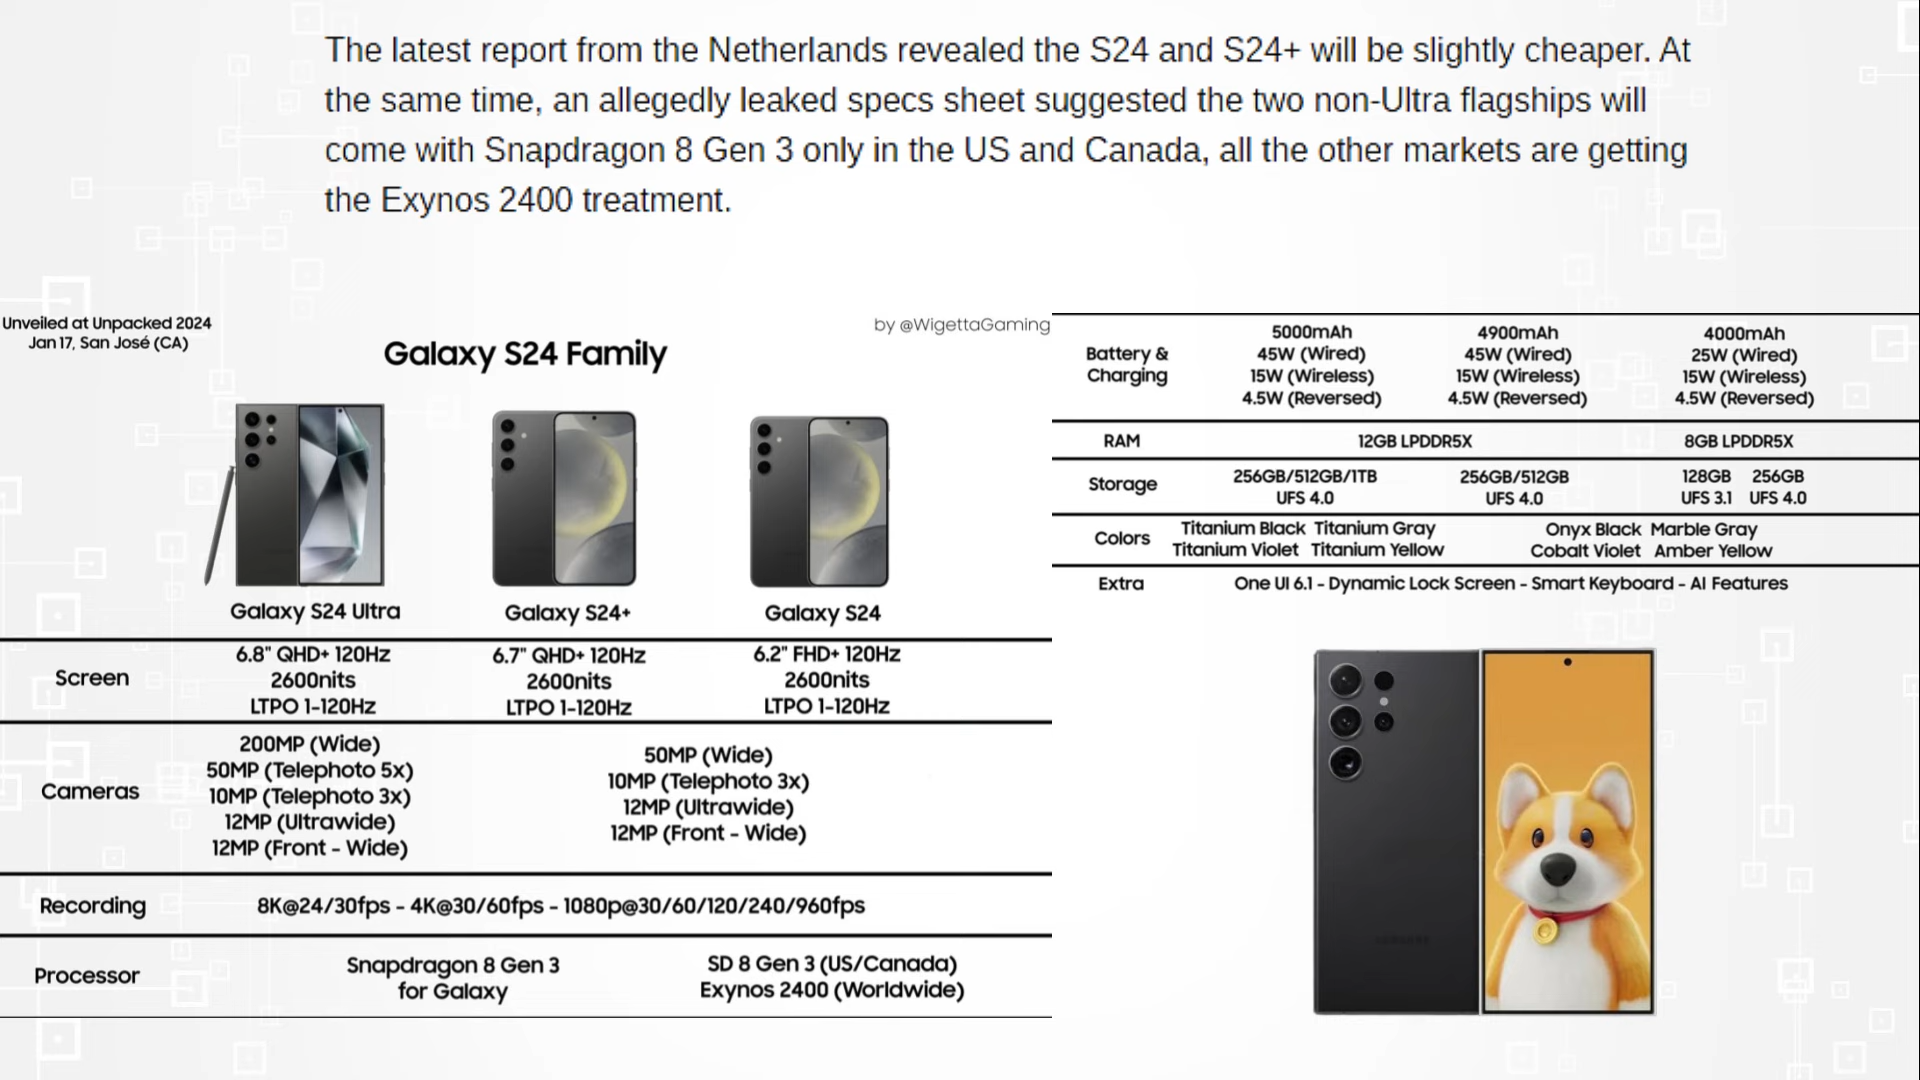 The latest report from the Netherlands revealed the S24 and S24+ will be slightly cheaper. At
the same time, an allegedly leaked specs sheet suggested the two non-Ultra flagships will
come with Snapdragon 8 Gen 3 only in the US and Canada, all the other markets are getting
the Exynos 2400 treatment.
Unveiled at Unpacked 2024
Jan 17, San José (CA)
by @WigettaGaming
Galaxy S24 Family
Galaxy S24 Ultra
Galaxy S24+
Galaxy S24
Screen
6.8" QHD+ 120Hz
2600nits
LTPO 1-120Hz
6.7" QHD+ 120Hz
2600nits
LTPO 1-120Hz
6.2" FHD+ 120Hz
2600nits
LTPO 1-120Hz
Cameras
200MP (Wide)
50MP (Telephoto 5x)
10MP (Telephoto 3x)
12MP (Ultrawide)
12MP (Front - Wide)
50MP (Wide)
10MP (Telephoto 3x)
12MP (Ultrawide)
12MP (Front - Wide)
Recording
8K@24/30fps - 4K@30/60fps - 1080p@30/60/120/240/960fps
Processor
Snapdragon 8 Gen 3
for Galaxy
SD 8 Gen 3 (US/Canada)
Exynos 2400 (Worldwide)
Battery &
Charging
5000mAh
45W (Wired)
15W (Wireless)
4.5W (Reversed)
4900mAh
45W (Wired)
15W (Wireless)
4.5W (Reversed)
4000mAh
25W (Wired)
15W (Wireless)
4.5W (Reversed)
RAM
12GB LPDDR5X
8GB LPDDR5X
Storage
256GB/512GB/1TB
UFS 4.0
256GB/512GB
UFS 4.0
128GB 256GB
UFS 3.1 UFS 4.0
Colors
Titanium Black Titanium Gray
Titanium Violet Titanium Yellow
Onyx Black Marble Gray
Cobalt Violet Amber Yellow
Extra
One UI 6.1 - Dynamic Lock Screen - Smart Keyboard - AI Features
SAMSUNG